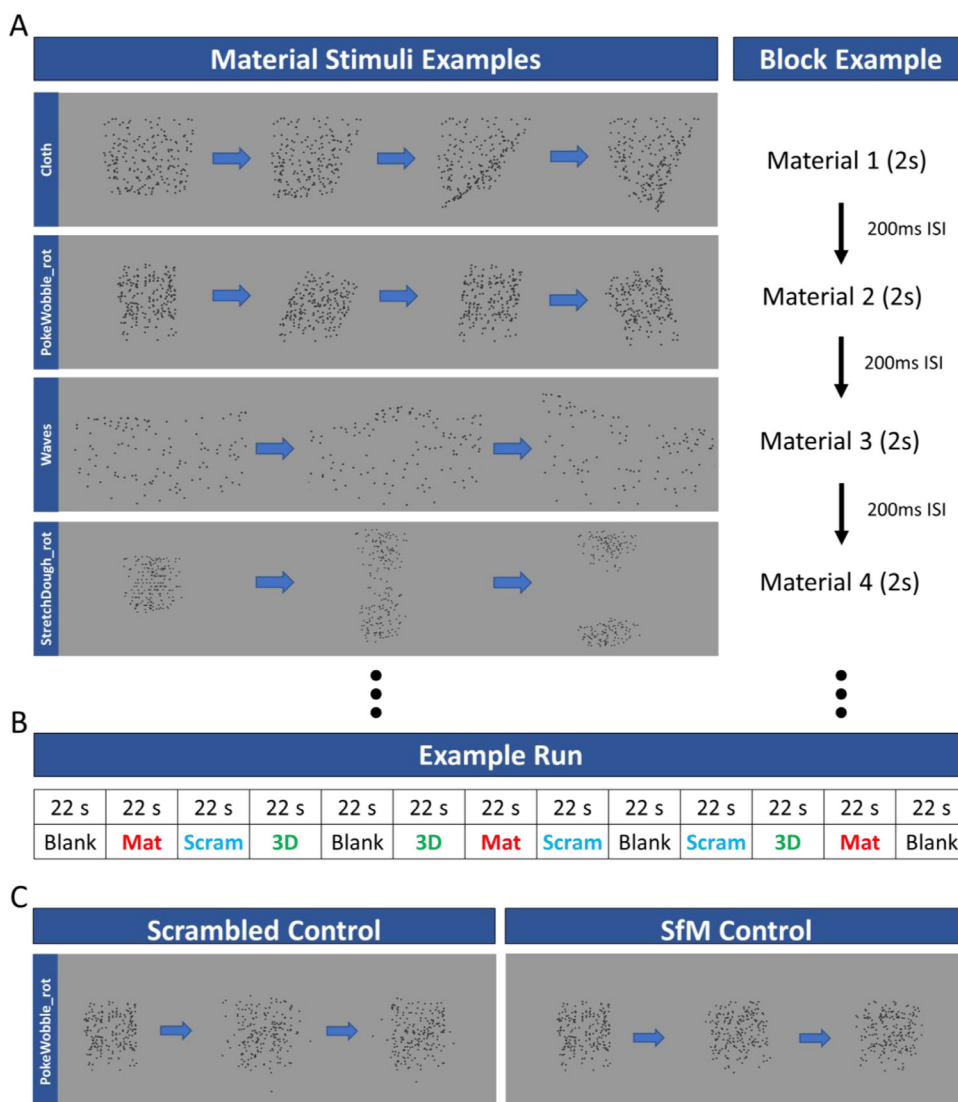 A
Material Stimuli Examples
Block Example
Cloth
PokeWobble_rot
Waves
StretchDough_rot
Material 1 (2s)
200ms ISI
Material 2 (2s)
200ms ISI
Material 3 (2s)
200ms ISI
Material 4 (2s)
B
Example Run
22 s 22 s 22 s 22 s 22 s 22 s 22 s 22 s 22 s 22 s 22 s 22 s 22 s
Blank Mat Scram 3D Blank 3D Mat Scram Blank Scram 3D Mat Blank
C
Scrambled Control
SfM Control
PokeWobble_rot